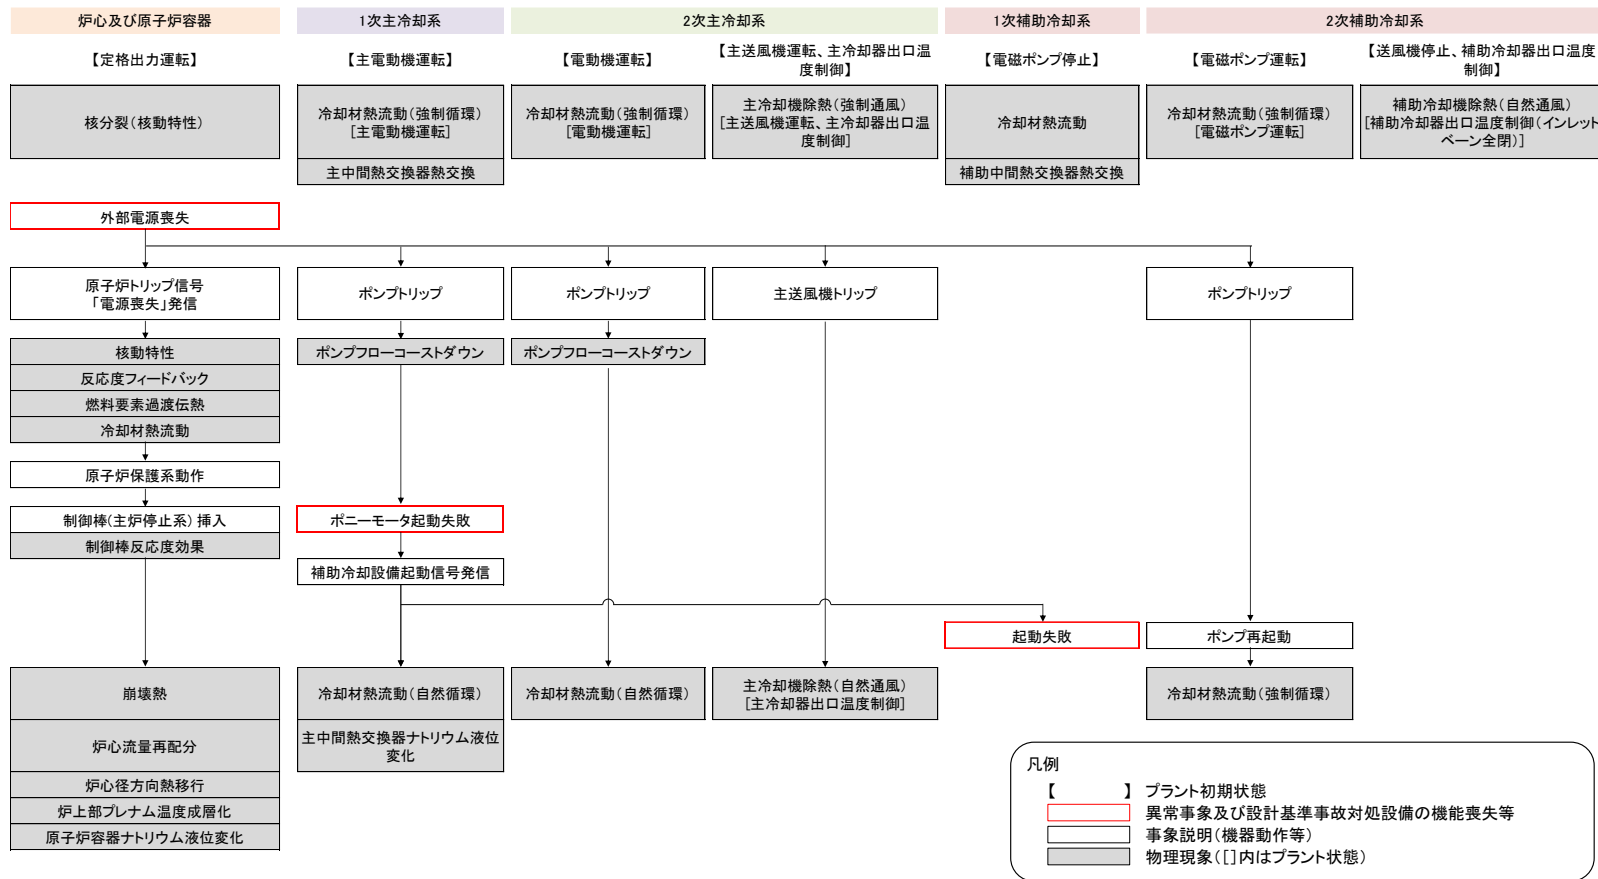 炉心及び原子炉容器
1次主冷却系
2次主冷却系
1次補助冷却系
2次補助冷却系
【定格出力運転】
【主電動機運転】
【電動機運転】
【主送風機運転、主冷却器出口温
度制御】
【電磁ポンプ停止】
【電磁ポンプ運転】
【送風機停止、補助冷却器出口温度
制御】
核分裂(核動特性)
冷却材熱流動(強制循環)
[主電動機運転]
冷却材熱流動(強制循環)
[電動機運転]
主冷却機除熱(強制通風)
[主送風機運転、主冷却器出口温
度制御]
冷却材熱流動
冷却材熱流動(強制循環)
[電磁ポンプ運転]
補助冷却機除熱(自然通風)
[補助冷却器出口温度制御(インレット
ベーン全閉)]
主中間熱交換器熱交換
補助中間熱交換器熱交換
外部電源喪失
原子炉トリップ信号
「電源喪失」発信
ポンプトリップ
ポンプトリップ
主送風機トリップ
ポンプトリップ
核動特性
ポンプフローコーストダウン
ポンプフローコーストダウン
反応度フィードバック
燃料要素過渡伝熱
冷却材熱流動
原子炉保護系動作
制御棒(主炉停止系)挿入
ポニーモータ起動失敗
制御棒反応度効果
補助冷却設備起動信号発信
起動失敗
ポンプ再起動
崩壊熱
冷却材熱流動(自然循環)
冷却材熱流動(自然循環)
主冷却機除熱(自然通風)
[主冷却器出口温度制御]
冷却材熱流動(強制循環)
炉心流量再配分
主中間熱交換器ナトリウム液位
変化
炉心径方向熱移行
炉上部プレナム温度成層化
原子炉容器ナトリウム液位変化
凡例
【 】 プラント初期状態
異常事象及び設計基準事故対処設備の機能喪失等
事象説明(機器動作等)
物理現象([]内はプラント状態)